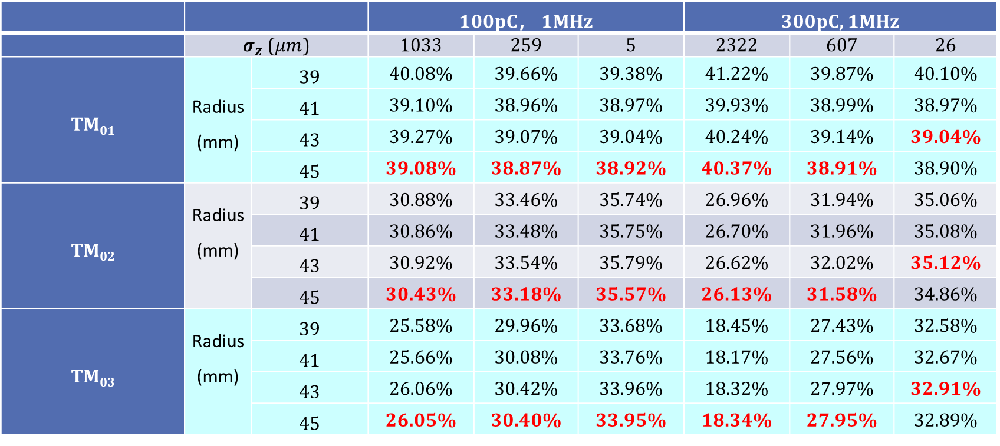 100pC, 1MHz 300pC, 1MHz
σz (μm) 1033 259 5 2322 607 26
TM01 Radius (mm) 39 40.08% 39.66% 39.38% 41.22% 39.87% 40.10%
41 39.10% 38.96% 38.97% 39.93% 38.99% 38.97%
43 39.27% 39.07% 39.04% 40.24% 39.14% 39.04%
45 39.08% 38.87% 38.92% 40.37% 38.91% 38.90%
TM02 Radius (mm) 39 30.88% 33.46% 35.74% 26.96% 31.94% 35.06%
41 30.86% 33.48% 35.75% 26.70% 31.96% 35.08%
43 30.92% 33.54% 35.79% 26.62% 32.02% 35.12%
45 30.43% 33.18% 35.57% 26.13% 31.58% 34.86%
TM03 Radius (mm) 39 25.58% 29.96% 33.68% 18.45% 27.43% 32.58%
41 25.66% 30.08% 33.76% 18.17% 27.56% 32.67%
43 26.06% 30.42% 33.96% 18.32% 27.97% 32.91%
45 26.05% 30.40% 33.95% 18.34% 27.95% 32.89%